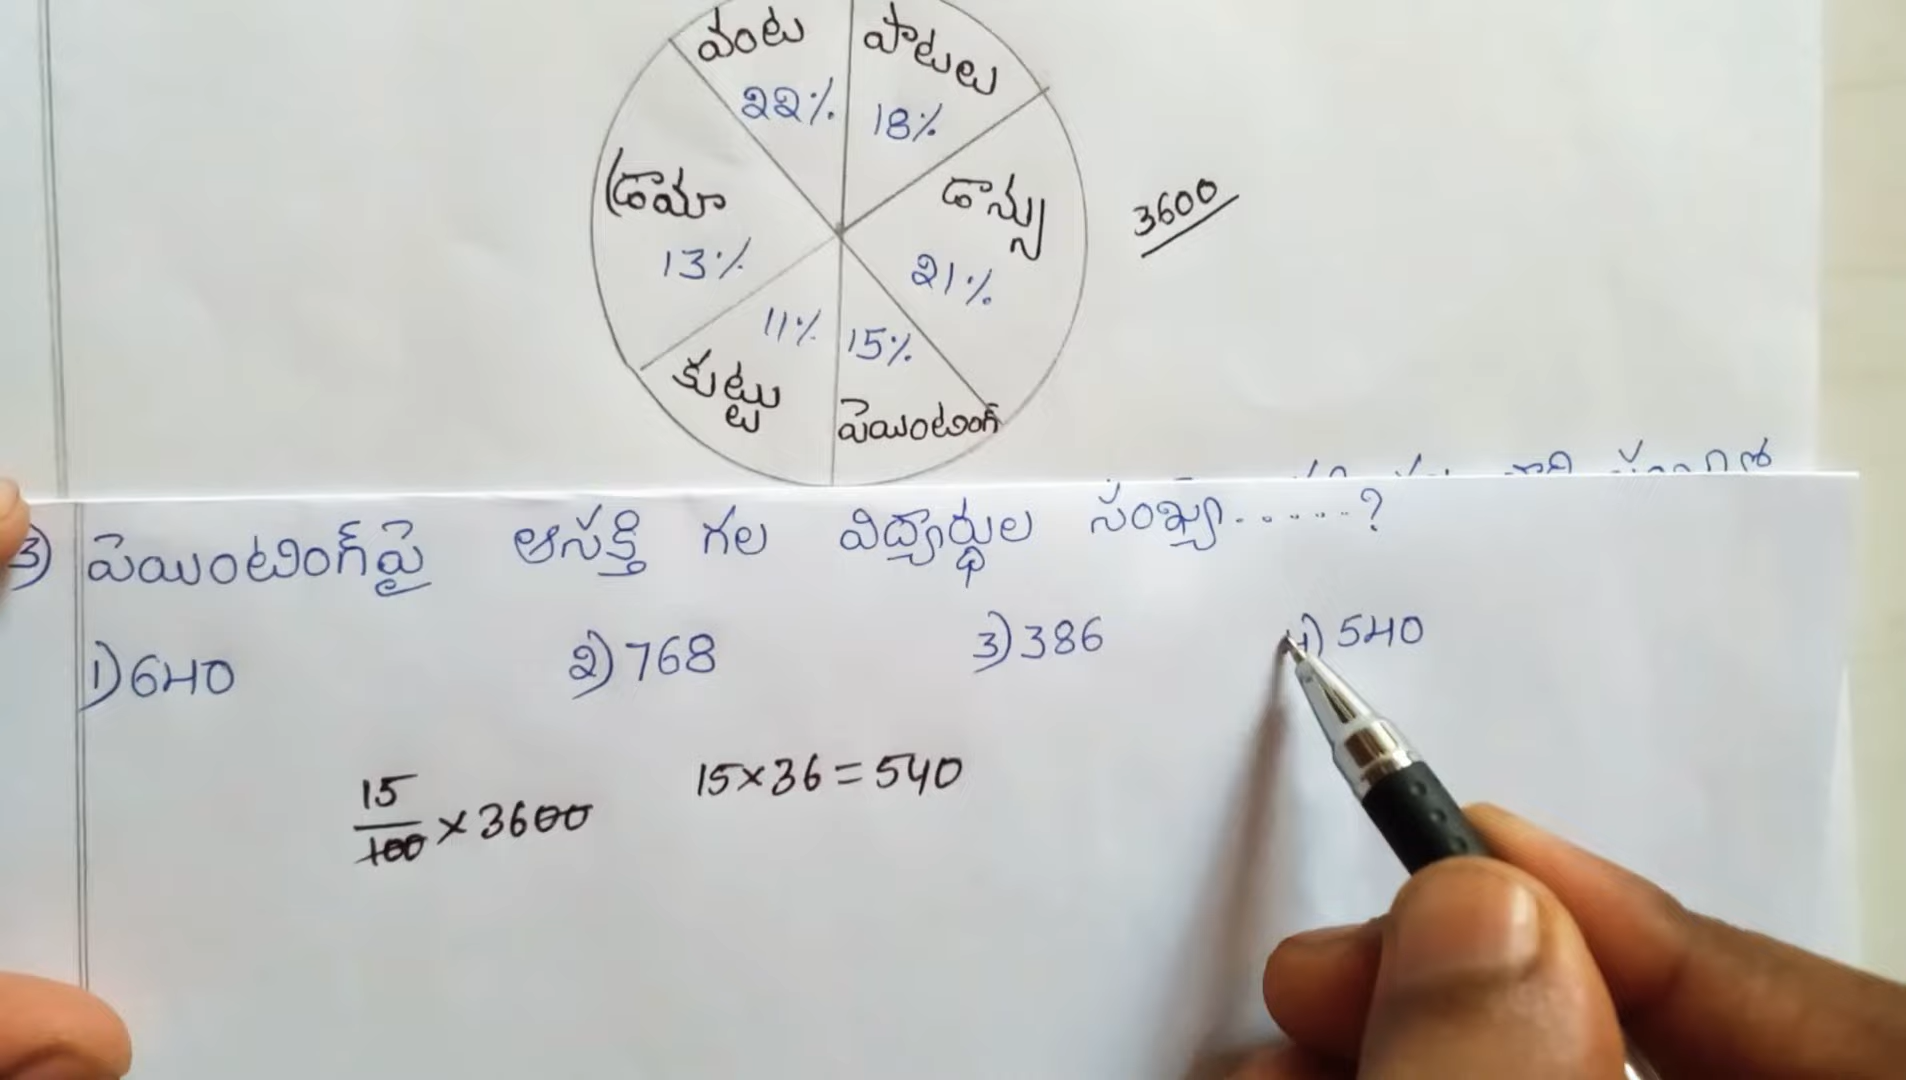 వంట పాటలు
22% 18%
డ్రామా డాన్సు 3600
13% 21%
11% 15%
కుట్టు పెయింటింగ్
3) పెయింటింగ్‌పై ఆసక్తి గల విద్యార్థుల సంఖ్య......?
1) 640 2) 768 3) 386 4) 540
15/100 × 3600 15×36=540